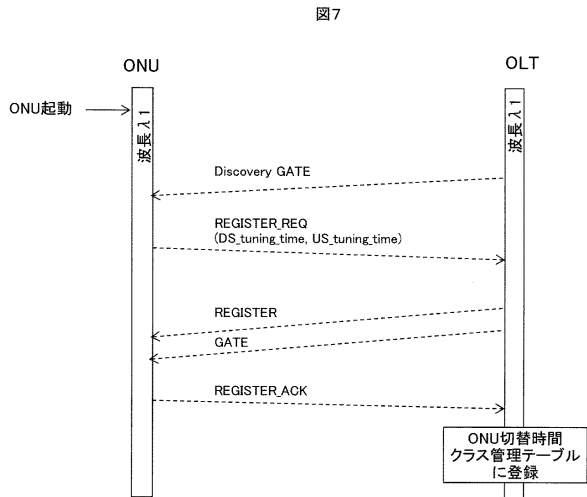 図7
ONU
OLT
ONU起動
波長λ1
波長λ1
Discovery GATE
REGISTER_REQ
(DS_tuning_time, US_tuning_time)
REGISTER
GATE
REGISTER_ACK
ONU切替時間
クラス管理テーブル
に登録